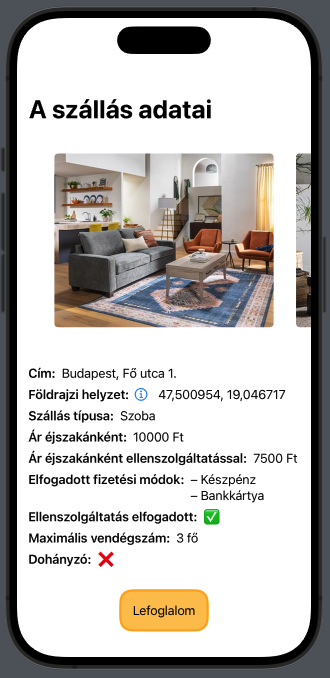 A szállás adatai
Cím: Budapest, Fő utca 1.
Földrajzi helyzet: ⓘ 47,500954, 19,046717
Szállás típusa: Szoba
Ár éjszakánként: 10000 Ft
Ár éjszakánként ellenszolgáltatással: 7500 Ft
Elfogadott fizetési módok: – Készpénz
– Bankkártya
Ellenszolgáltatás elfogadott: ✅
Maximális vendégszám: 3 fő
Dohányzó: ❌
Lefoglalom